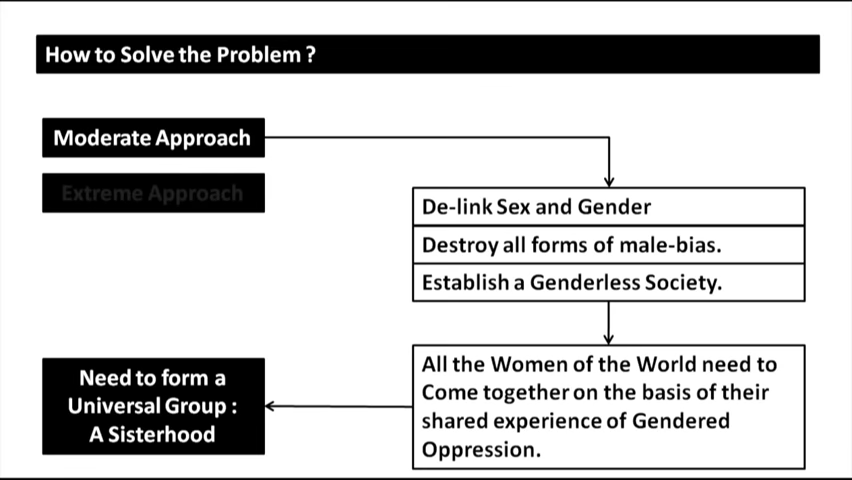 How to Solve the Problem ?
Moderate Approach
Extreme Approach
De-link Sex and Gender
Destroy all forms of male-bias.
Establish a Genderless Society.
All the Women of the World need to
Come together on the basis of their
shared experience of Gendered
Oppression.
Need to form a
Universal Group :
A Sisterhood